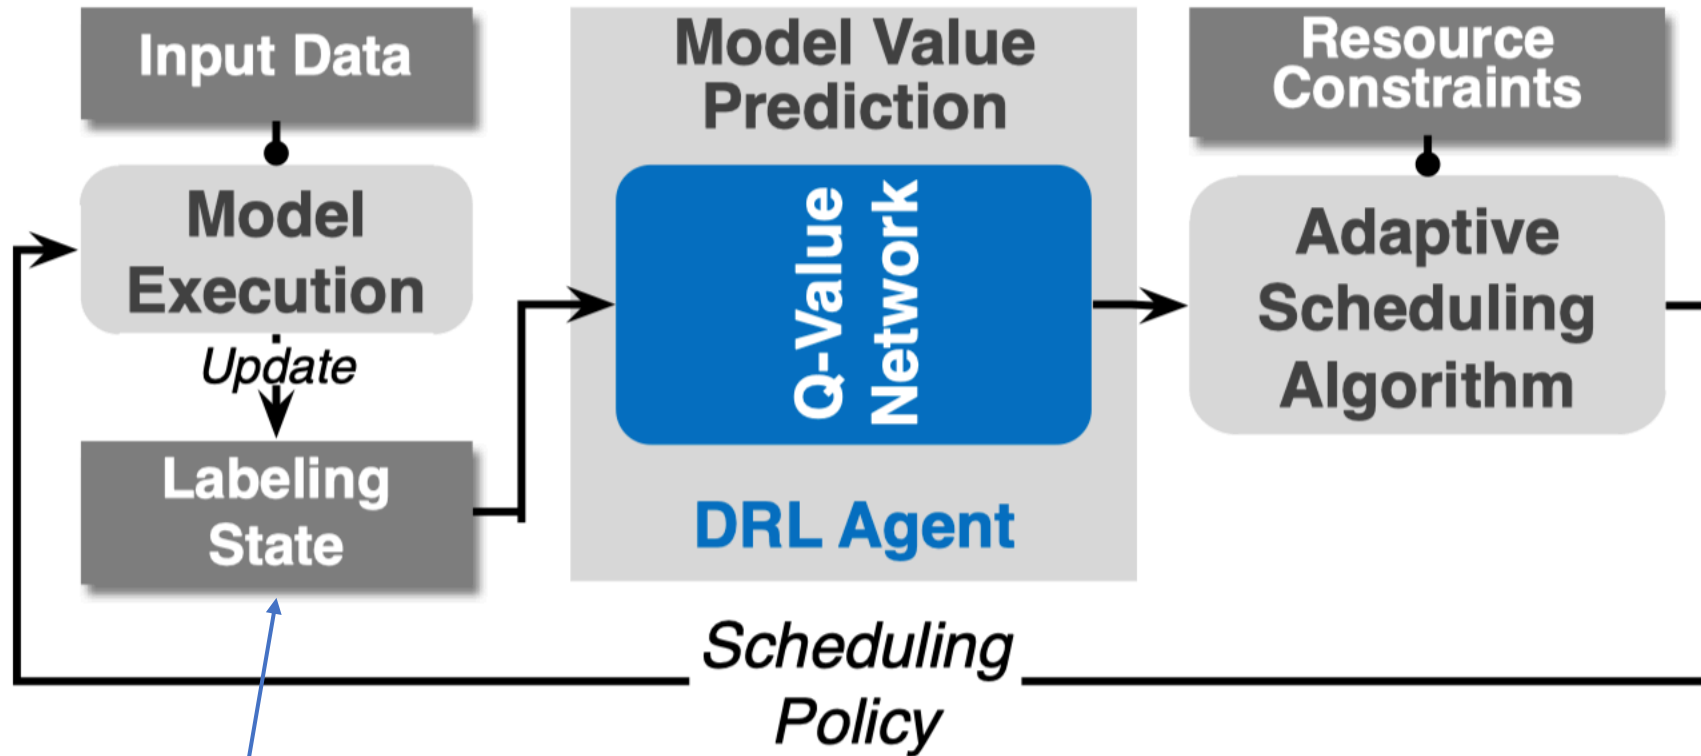 Input Data
Model
Execution
Update
Labeling
State
Model Value
Prediction
Q-Value
Network
DRL Agent
Resource
Constraints
Adaptive
Scheduling
Algorithm
Scheduling
Policy